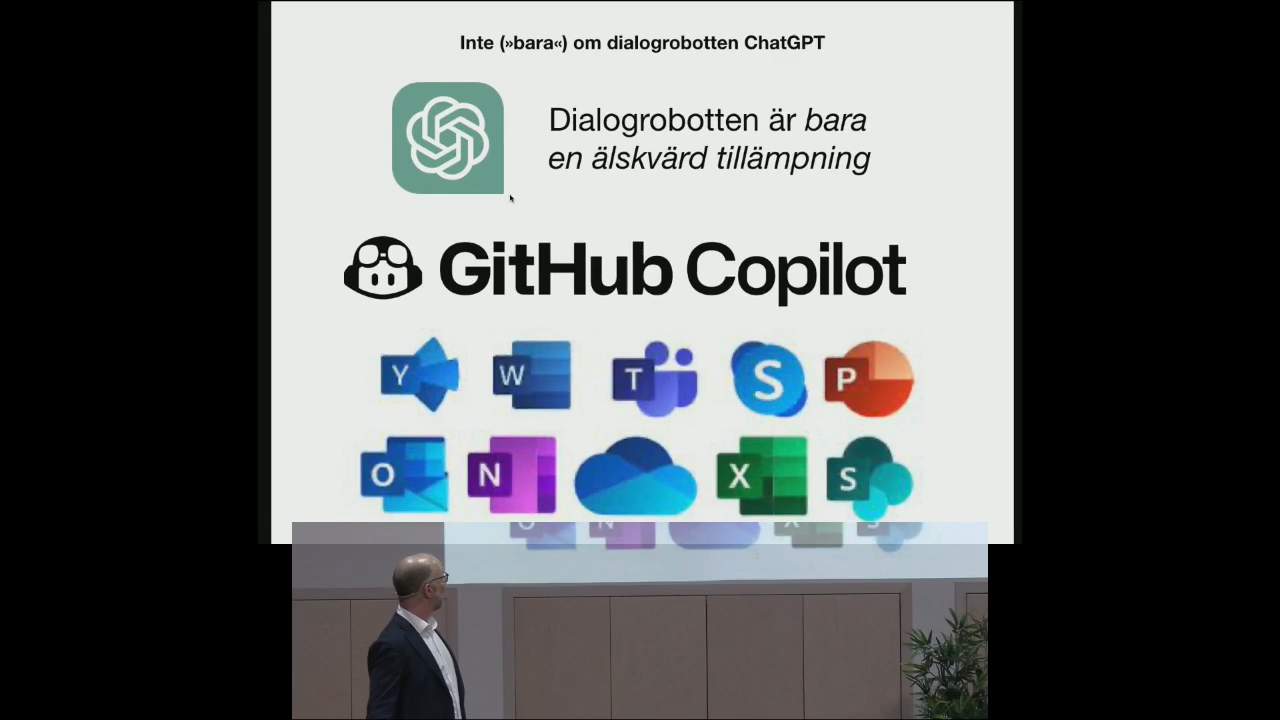 Inte (»bara«) om dialogrobotten ChatGPT
Dialogrobotten är bara
en älskvärd tillämpning
GitHub Copilot
Y W T S P
O N X S
O N X S